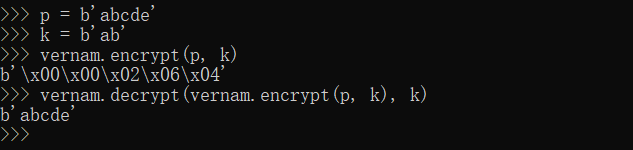 >>> p = b'abcde'
>>> k = b'ab'
>>> vernam.encrypt(p, k)
b'\x00\x00\x02\x06\x04'
>>> vernam.decrypt(vernam.encrypt(p, k), k)
b'abcde'
>>>